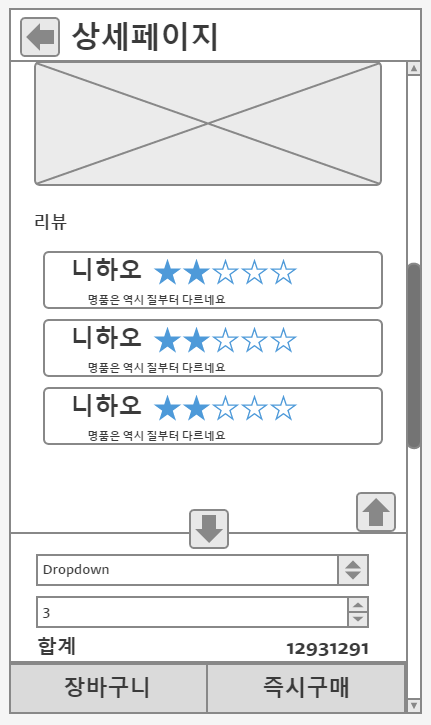 상세페이지
리뷰
니하오
명품은 역시 질부터 다르네요
니하오
명품은 역시 질부터 다르네요
니하오
명품은 역시 질부터 다르네요
Dropdown
3
합계 12931291
장바구니 즉시구매